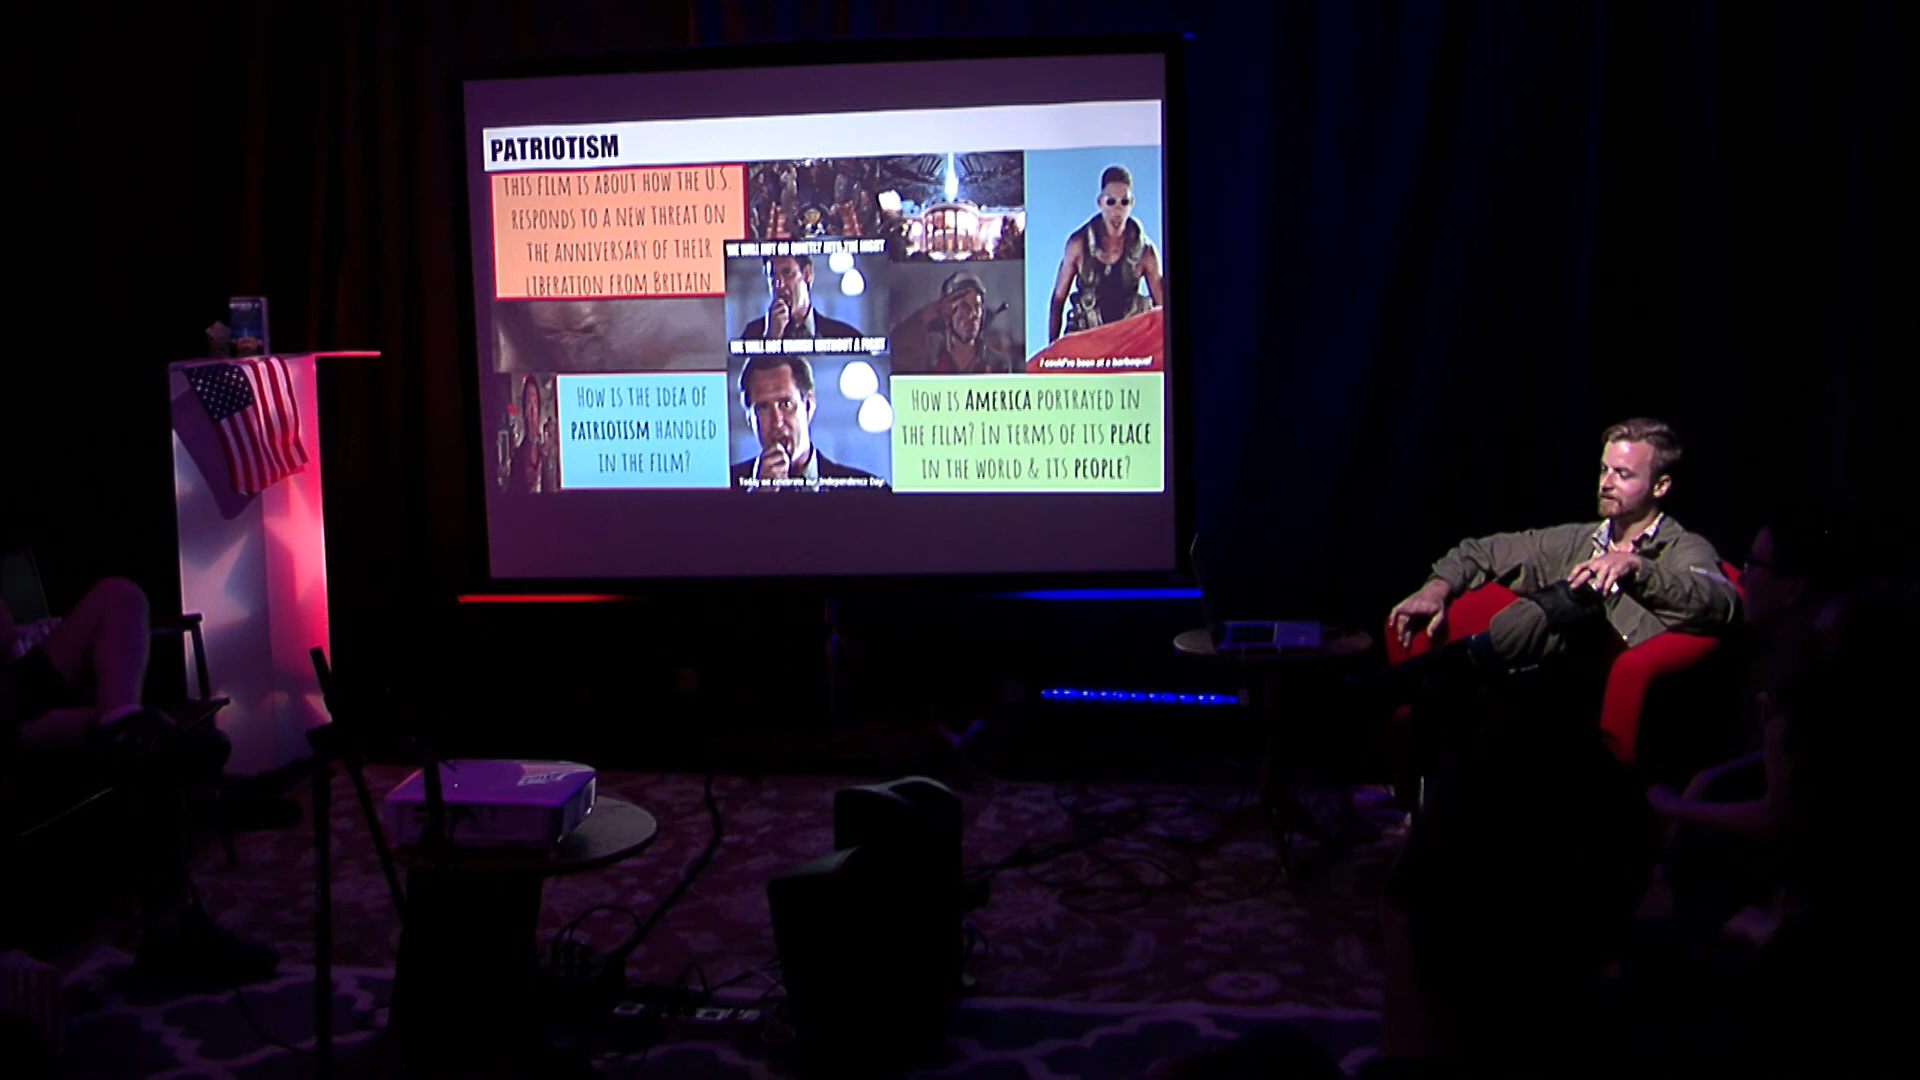 PATRIOTISM
THIS FILM IS ABOUT HOW THE U.S.
RESPONDS TO A NEW THREAT ON
THE ANNIVERSARY OF THEIR
LIBERATION FROM BRITAIN
WE WILL NOT GO QUIETLY INTO THE NIGHT
WE WILL NOT VANISH WITHOUT A FIGHT
I could've been at a barbeque!
HOW IS THE IDEA OF
PATRIOTISM HANDLED
IN THE FILM?
Today we celebrate our Independence Day!
HOW IS AMERICA PORTRAYED IN
THE FILM? IN TERMS OF ITS PLACE
IN THE WORLD & ITS PEOPLE?